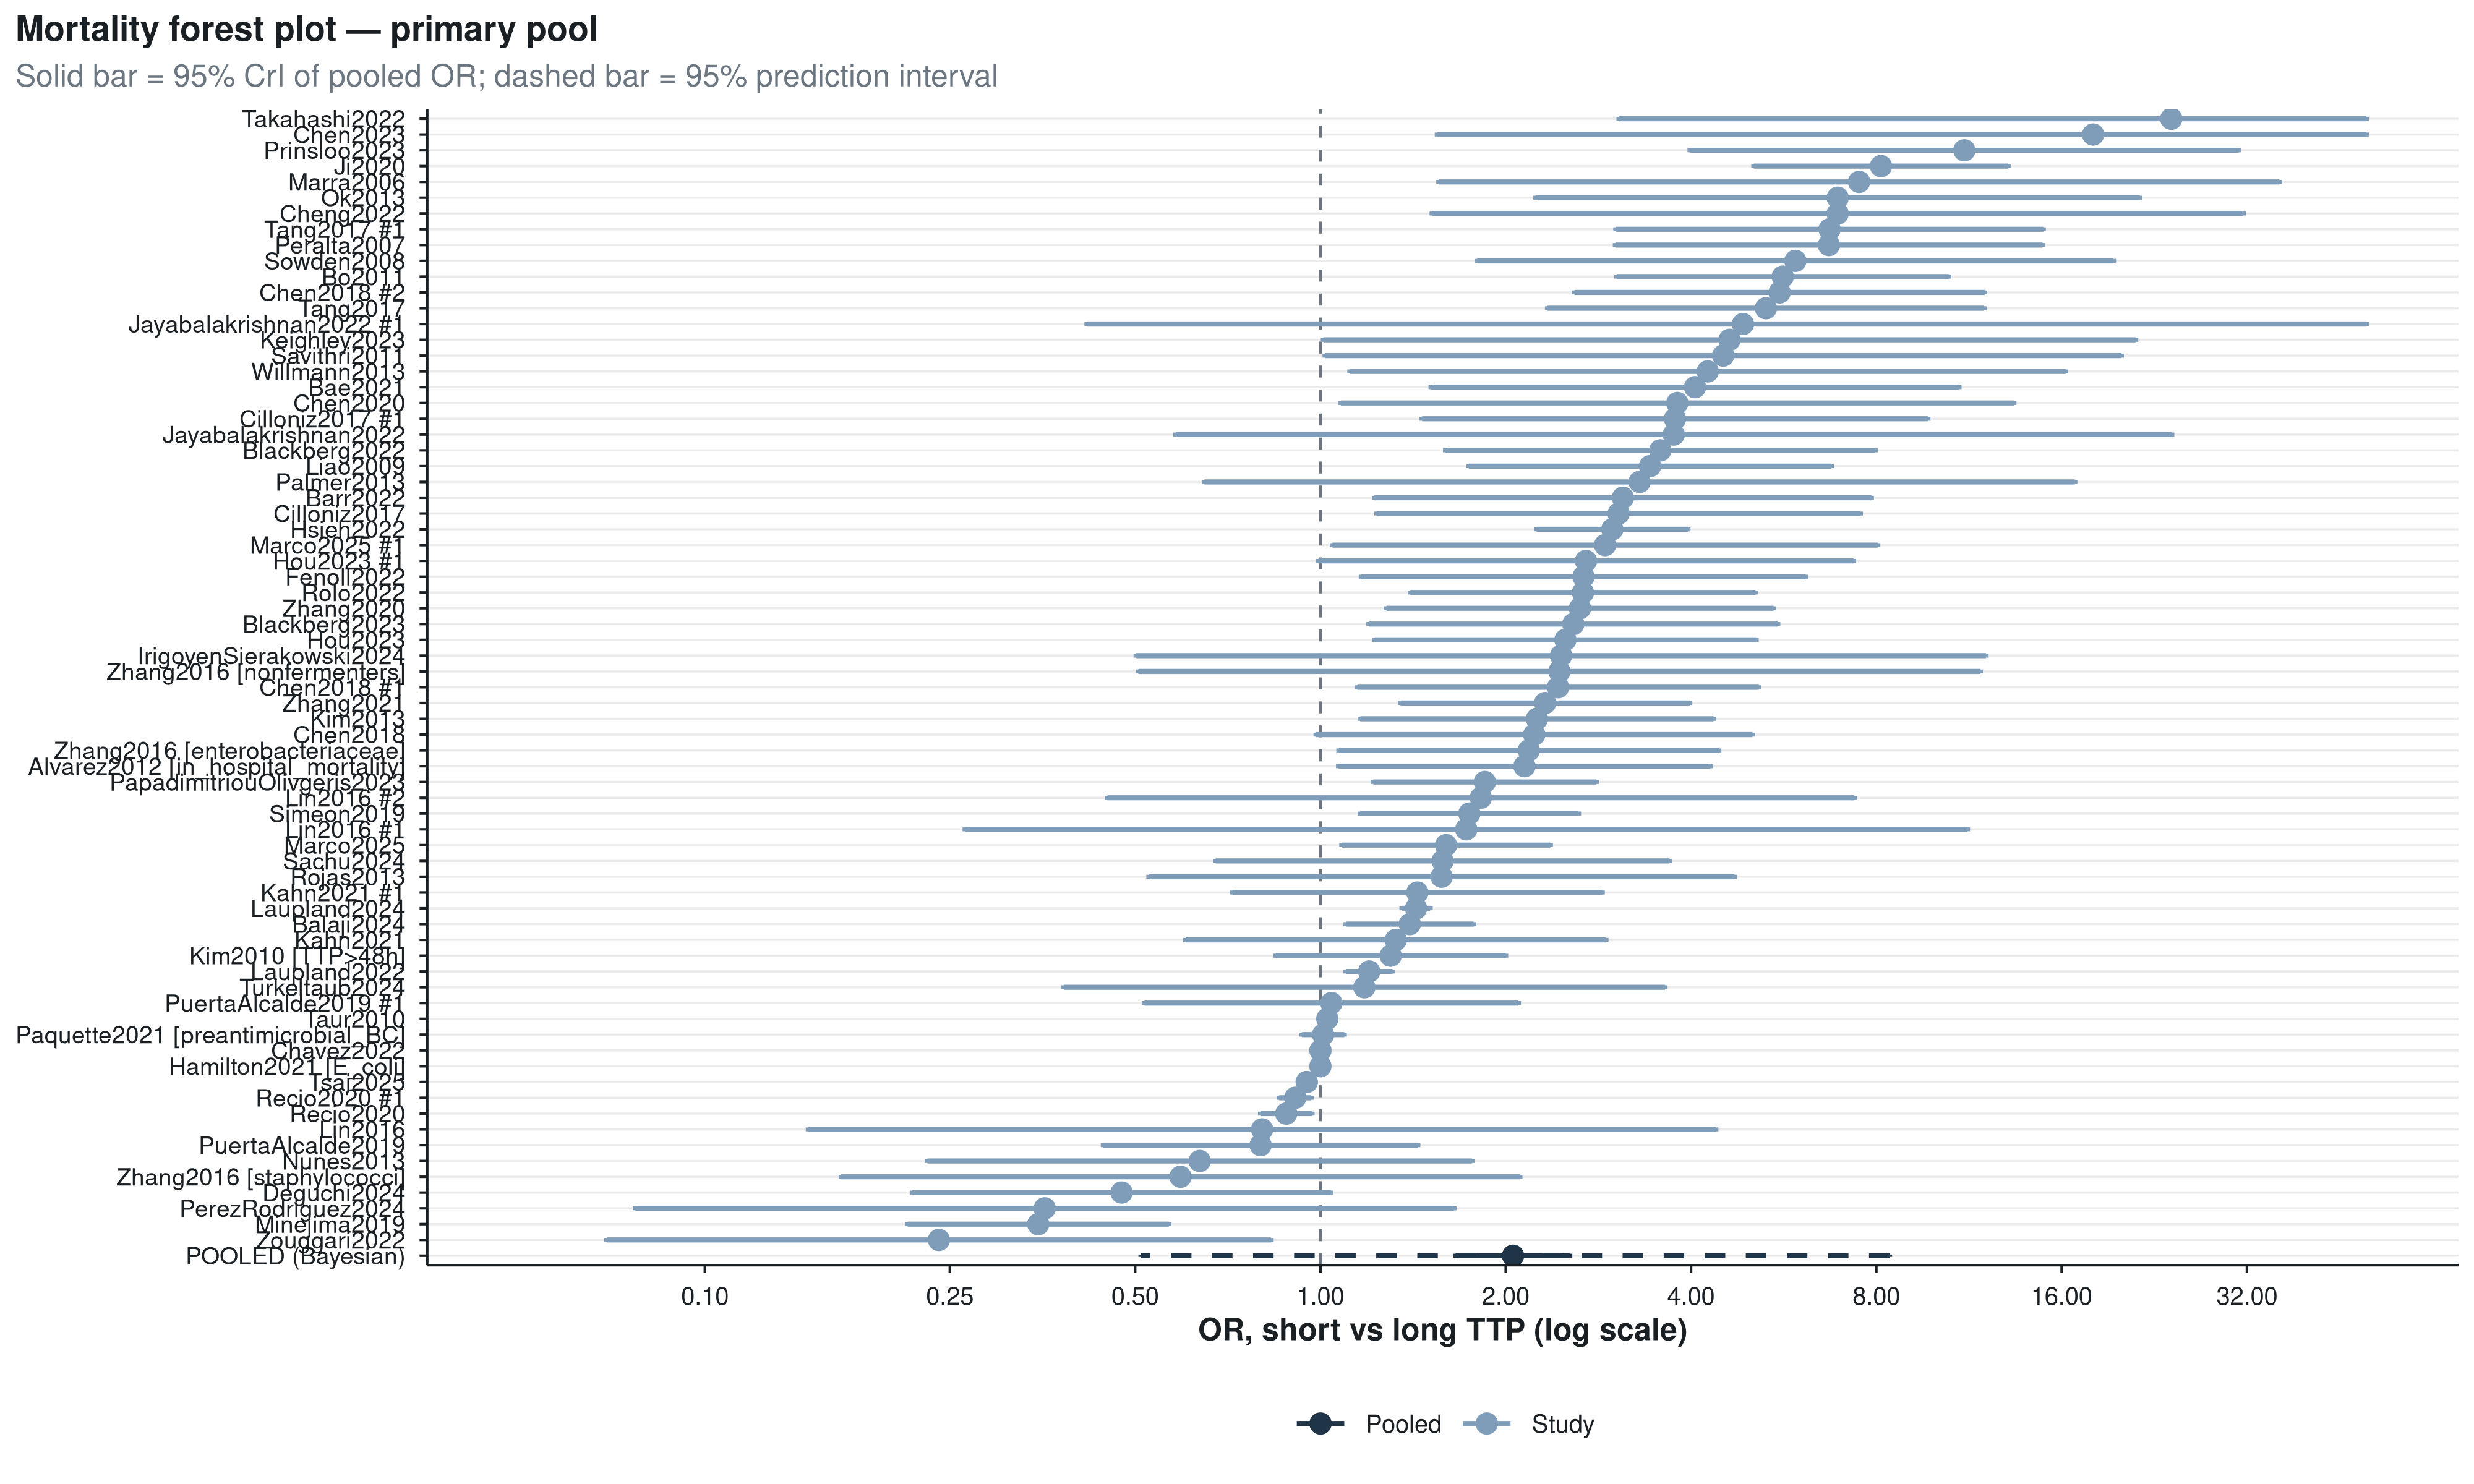 Mortality forest plot — primary pool
Solid bar = 95% CrI of pooled OR; dashed bar = 95% prediction interval
Takahashi2022
Chen2023
Prinsloo2023
Ji2020
Marra2006
Ok2013
Cheng2022
Tang2017 #1
Peralta2007
Sowden2008
Bo2011
Chen2018 #2
Tang2017
Jayabalakrishnan2022 #1
Keighley2023
Savithri2011
Willmann2013
Bae2021
Chen2020
Cilloniz2017 #1
Jayabalakrishnan2022
Blackberg2022
Liao2009
Palmer2013
Barr2022
Cilloniz2017
Hsieh2022
Marco2025 #1
Hou2023 #1
Fenoll2022
Rolo2022
Zhang2020
Blackberg2023
Hou2023
IrigoyenSierakowski2024
Zhang2016 [nonfermenters]
Chen2018 #1
Zhang2021
Kim2013
Chen2018
Zhang2016 [enterobacteriaceae]
Alvarez2012 [in_hospital_mortality]
PapadimitriouOlivgeris2023
Lin2016 #2
Simeon2019
Lin2016 #1
Marco2025
Sachu2024
Rojas2013
Kahn2021 #1
Laupland2024
Balaji2024
Kahn2021
Kim2010 [TTP>48h]
Laupland2022
Turkeltaub2024
PuertaAlcalde2019 #1
Taur2010
Paquette2021 [preantimicrobial_BC]
Chavez2022
Hamilton2021 [E_coli]
Tsai2025
Recio2020 #1
Recio2020
Lin2016
PuertaAlcalde2019
Nunes2013
Zhang2016 [staphylococci]
Deguchi2024
PerezRodriguez2024
Minejima2019
Zouggari2022
POOLED (Bayesian)
0.10 0.25 0.50 1.00 2.00 4.00 8.00 16.00 32.00
OR, short vs long TTP (log scale)
Pooled Study